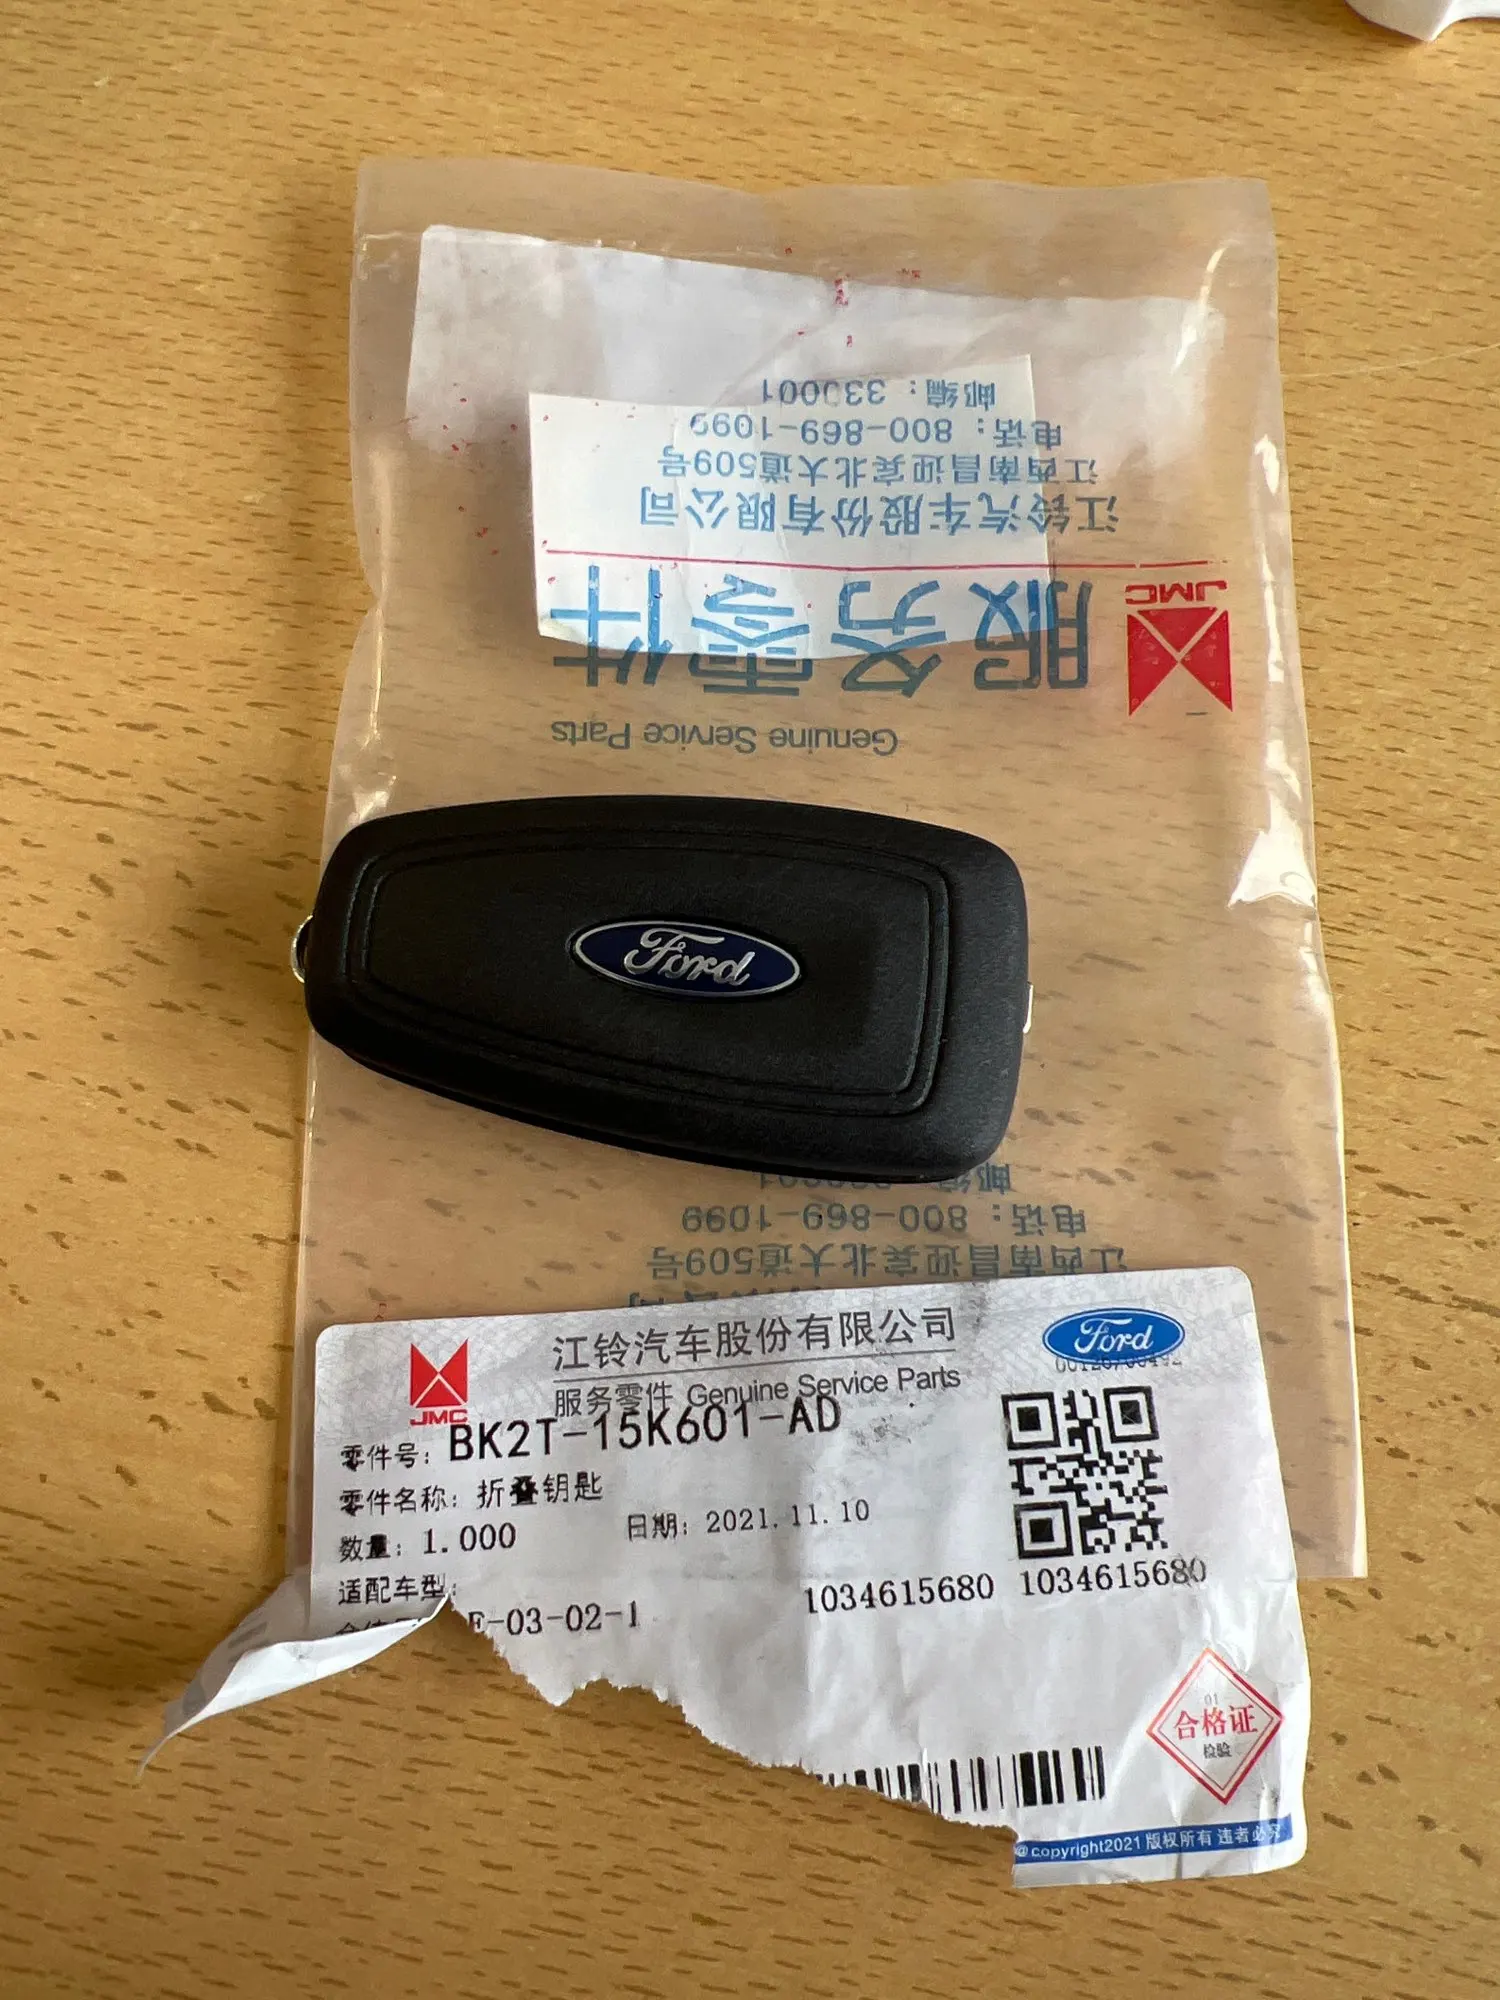 邮编：330001
电话：800-869-1099
江西南昌迎宾北大道509号
江铃汽车股份有限公司
JMC
服务零件
Genuine Service Parts
Ford
电话：800-869-1099
江西南昌迎宾北大道509号
江铃汽车股份有限公司
服务零件 Genuine Service Parts
JMC
Ford
零件号：BK2T-15K601-AD
零件名称：折叠钥匙
数量：1.000
日期：2021.11.10
适配车型：
E-03-02-1
1034615680 1034615680
01
合格证
检验
@copyright2021 版权所有 违者必究